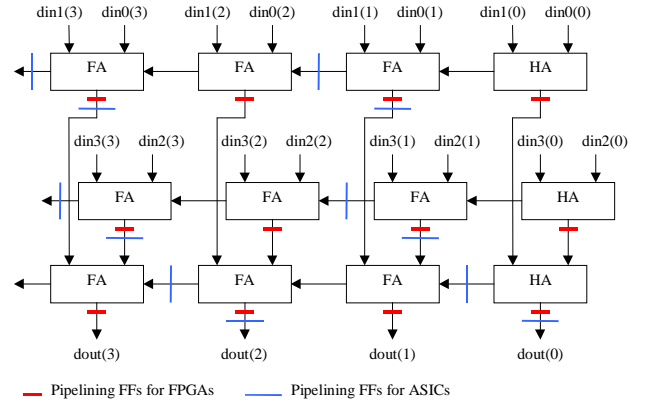 din1(3) din0(3) din1(2) din0(2) din1(1) din0(1) din1(0) din0(0)
FA FA FA HA
din3(3) din2(3) din3(2) din2(2) din3(1) din2(1) din3(0) din2(0)
FA FA FA HA
FA FA FA HA
dout(3) dout(2) dout(1) dout(0)
Pipelining FFs for FPGAs Pipelining FFs for ASICs